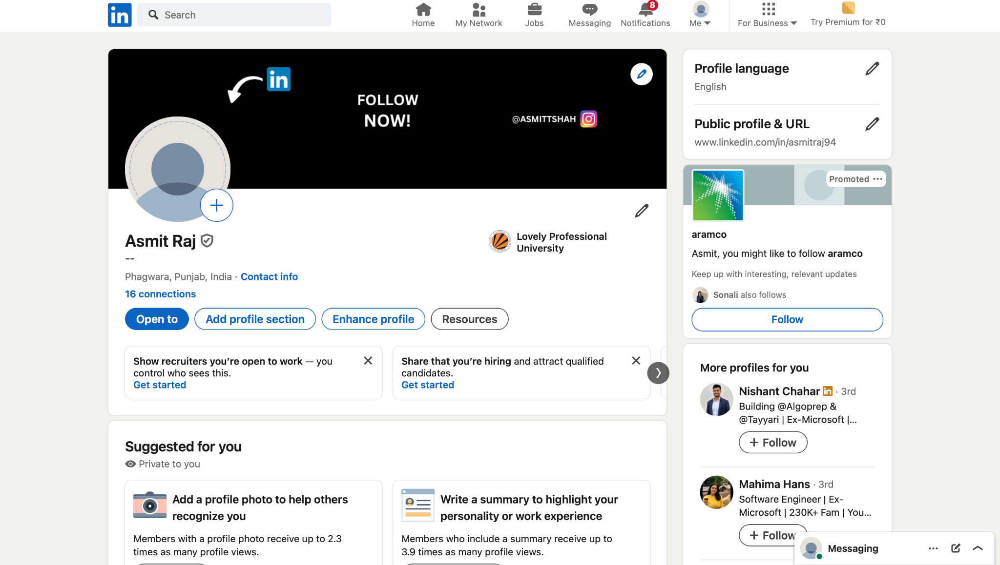 in
Search
Home
My Network
Jobs
Messaging
8
Notifications
Me
For Business
Try Premium for ₹0
in
FOLLOW
NOW!
@ASMITTSHAH
Asmit Raj
--
Phagwara, Punjab, India · Contact info
16 connections
Lovely Professional
University
Open to
Add profile section
Enhance profile
Resources
Show recruiters you’re open to work — you
control who sees this.
Get started
Share that you’re hiring and attract qualified
candidates.
Get started
Suggested for you
Private to you
Add a profile photo to help others
recognize you
Members with a profile photo receive up to 2.3
times as many profile views.
Write a summary to highlight your
personality or work experience
Members who include a summary receive up to
3.9 times as many profile views.
Profile language
English
Public profile & URL
www.linkedin.com/in/asmitraj94
Promoted ···
aramco
Asmit, you might like to follow aramco
Keep up with interesting, relevant updates
Sonali also follows
Follow
More profiles for you
Nishant Chahar in · 3rd
Building @Algoprep &
@Tayyari | Ex-Microsoft |...
+ Follow
Mahima Hans · 3rd
Software Engineer | Ex-
Microsoft | 230K+ Fam | You...
+ Follow
Messaging